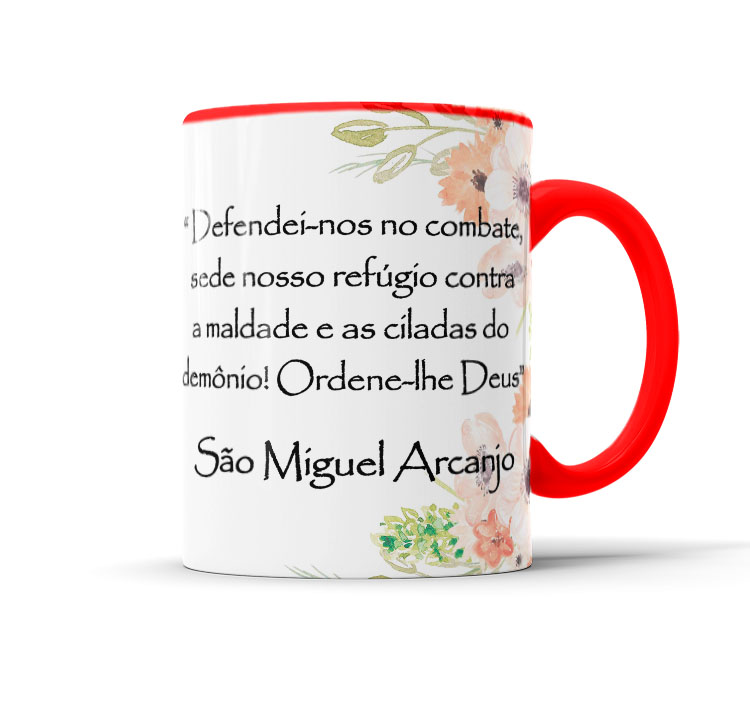 “Defendei-nos no combate,
sede nosso refúgio contra
a maldade e as ciladas do
demônio! Ordene-lhe Deus”
São Miguel Arcanjo